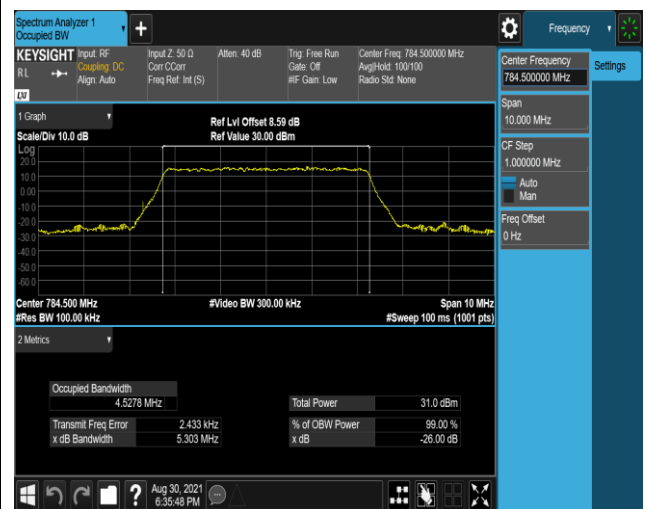 Spectrum Analyzer 1
Occupied BW
+
Frequency
KEYSIGHT
RL
LXI
Input: RF
Coupling: DC
Align: Auto
Input Z: 50 Ω
Corr CCorr
Freq Ref: Int (S)
Atten: 40 dB
Trig: Free Run
Gate: Off
#IF Gain: Low
Center Freq: 784.500000 MHz
Avg|Hold: 100/100
Radio Std: None
Center Frequency
784.500000 MHz
Settings
Span
10.000 MHz
CF Step
1.000000 MHz
Auto
Man
Freq Offset
0 Hz
1 Graph
Scale/Div 10.0 dB
Ref Lvl Offset 8.59 dB
Ref Value 30.00 dBm
Log
20.0
10.0
0.00
-10.0
-20.0
-30.0
-40.0
-50.0
-60.0
Center 784.500 MHz
#Video BW 300.00 kHz
Span 10 MHz
#Res BW 100.00 kHz
#Sweep 100 ms (1001 pts)
2 Metrics
Occupied Bandwidth
4.5278 MHz
Total Power 31.0 dBm
Transmit Freq Error 2.433 kHz
% of OBW Power 99.00 %
x dB Bandwidth 5.303 MHz
x dB -26.00 dB
?
Aug 30, 2021
6:35:48 PM